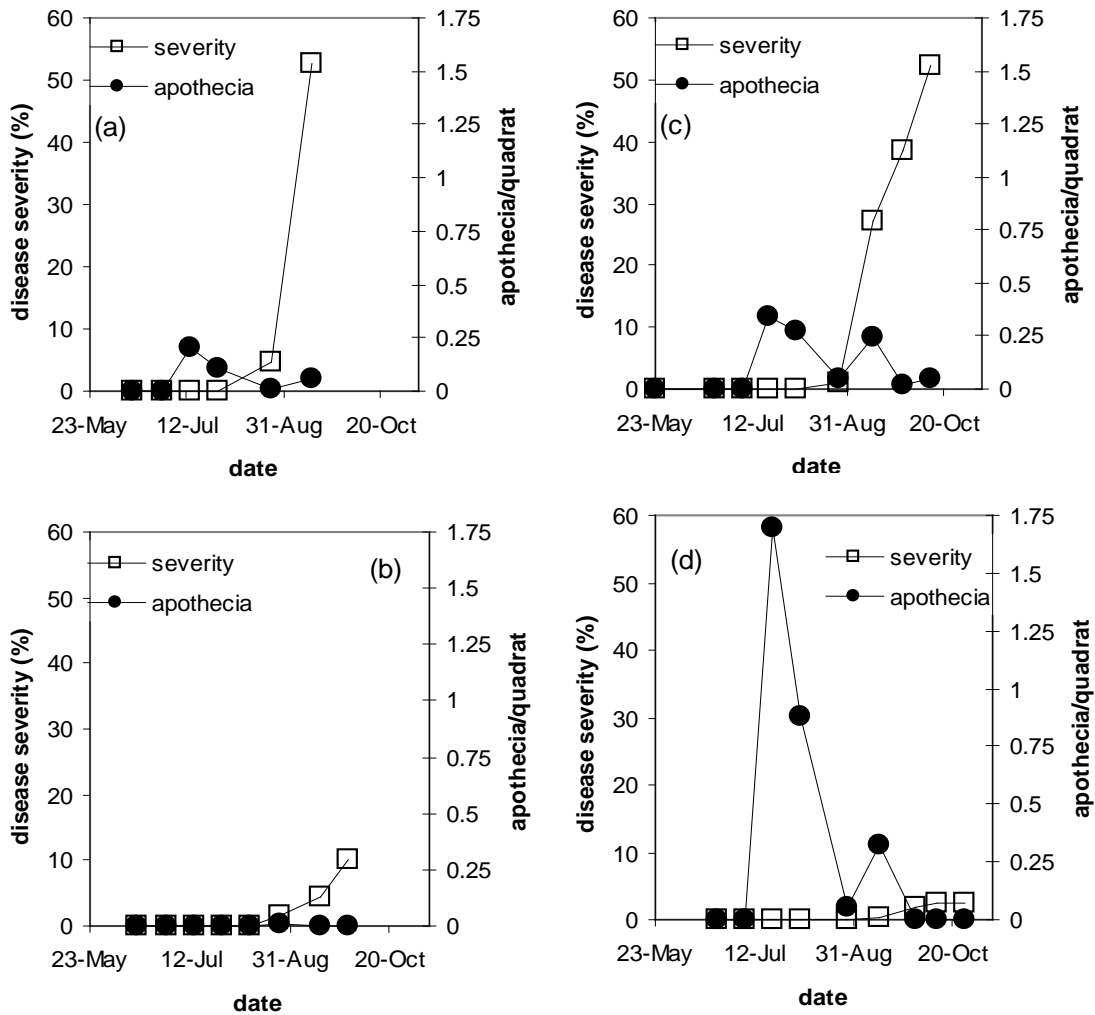 60
50
40
30
20
10
0
disease severity (%)
severity
apothecia
(a)
1.75
1.5
1.25
1
0.75
0.5
0.25
0
apothecia/quadrat
23-May 12-Jul 31-Aug 20-Oct
date
60
50
40
30
20
10
0
disease severity (%)
severity
apothecia
(c)
1.75
1.5
1.25
1
0.75
0.5
0.25
0
apothecia/quadrat
23-May 12-Jul 31-Aug 20-Oct
date
60
50
40
30
20
10
0
disease severity (%)
severity
apothecia
(b)
1.75
1.5
1.25
1
0.75
0.5
0.25
0
apothecia/quadrat
23-May 12-Jul 31-Aug 20-Oct
date
60
50
40
30
20
10
0
disease severity (%)
(d)
severity
apothecia
1.75
1.5
1.25
1
0.75
0.5
0.25
0
apothecia/quadrat
23-May 12-Jul 31-Aug 20-Oct
date